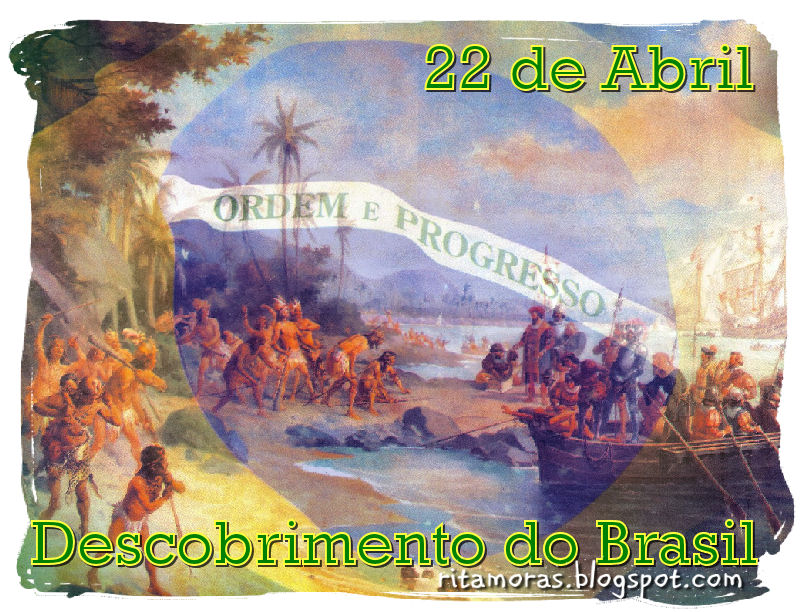 22 de Abril
ORDEM E PROGRESSO
Descobrimento do Brasil
ritamoras.blogspot.com